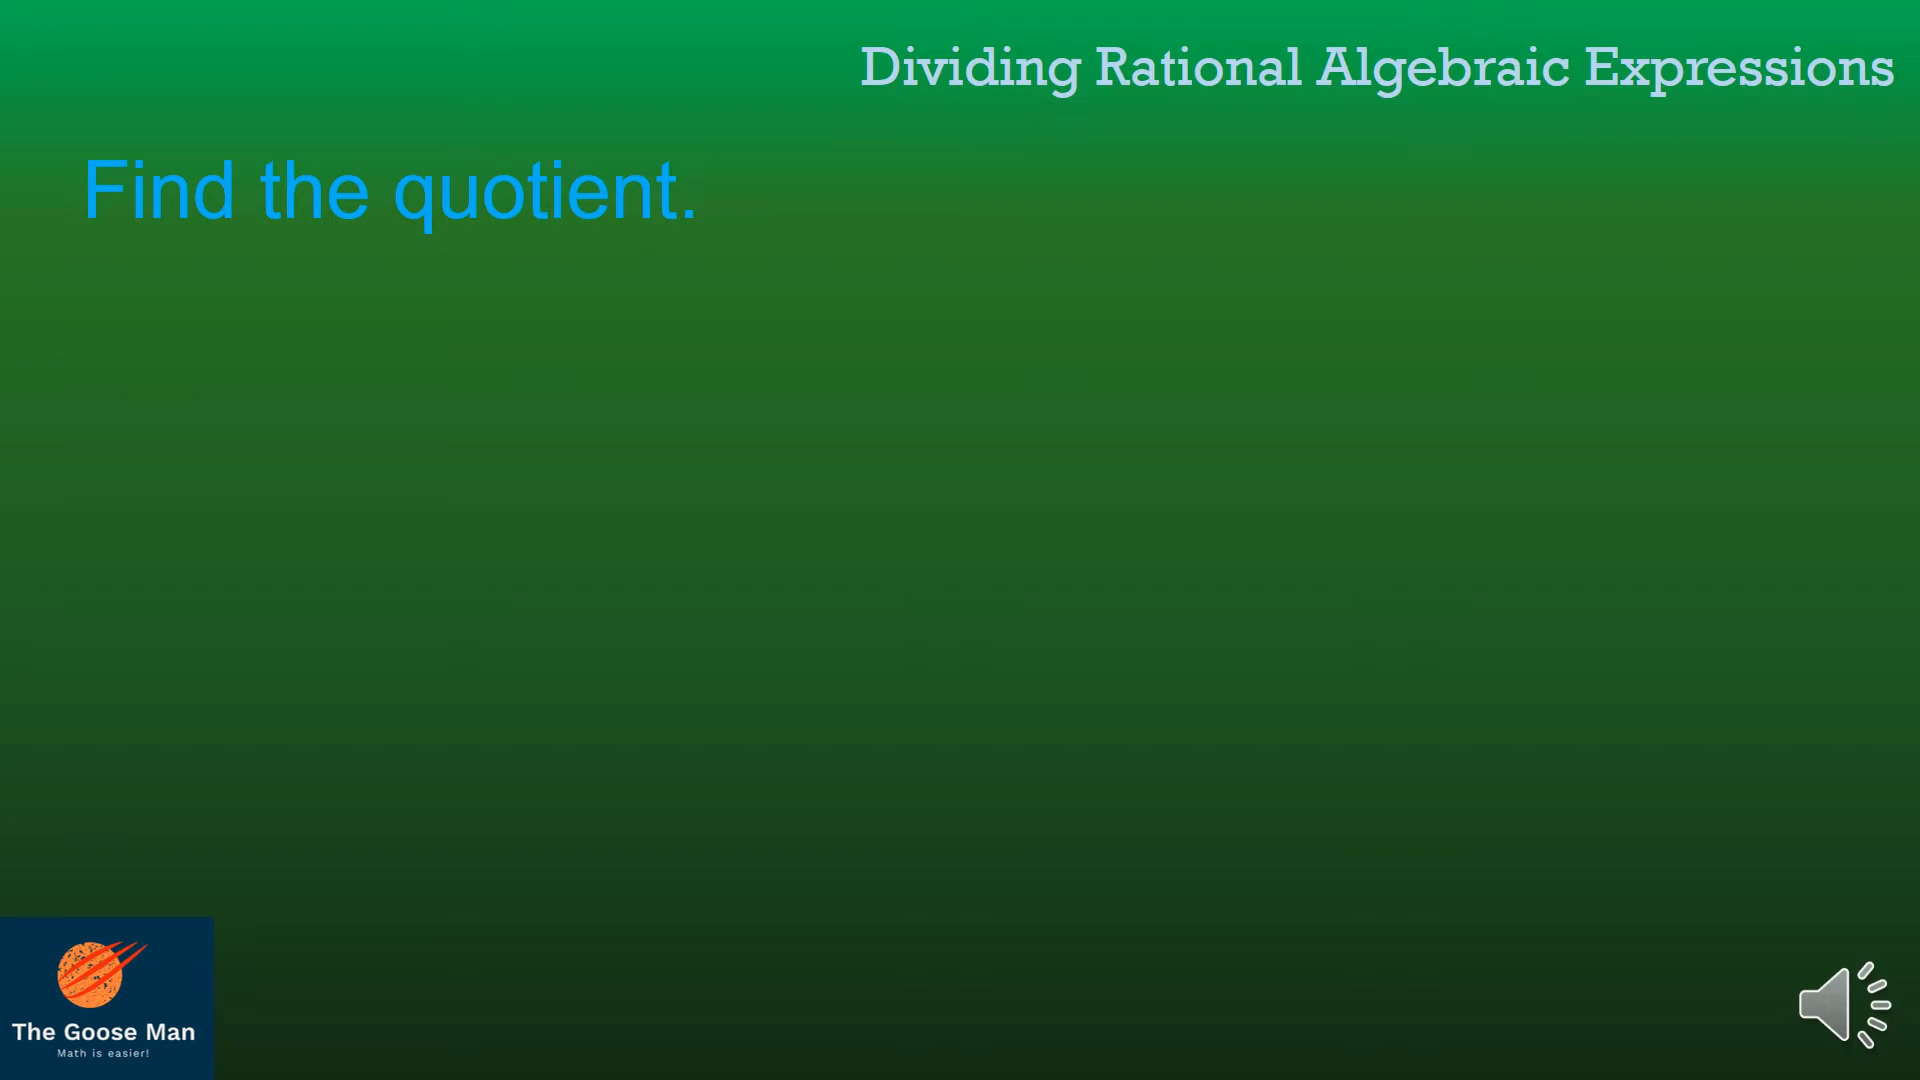 Dividing Rational Algebraic Expressions
Find the quotient.
The Goose Man
Math is easier!